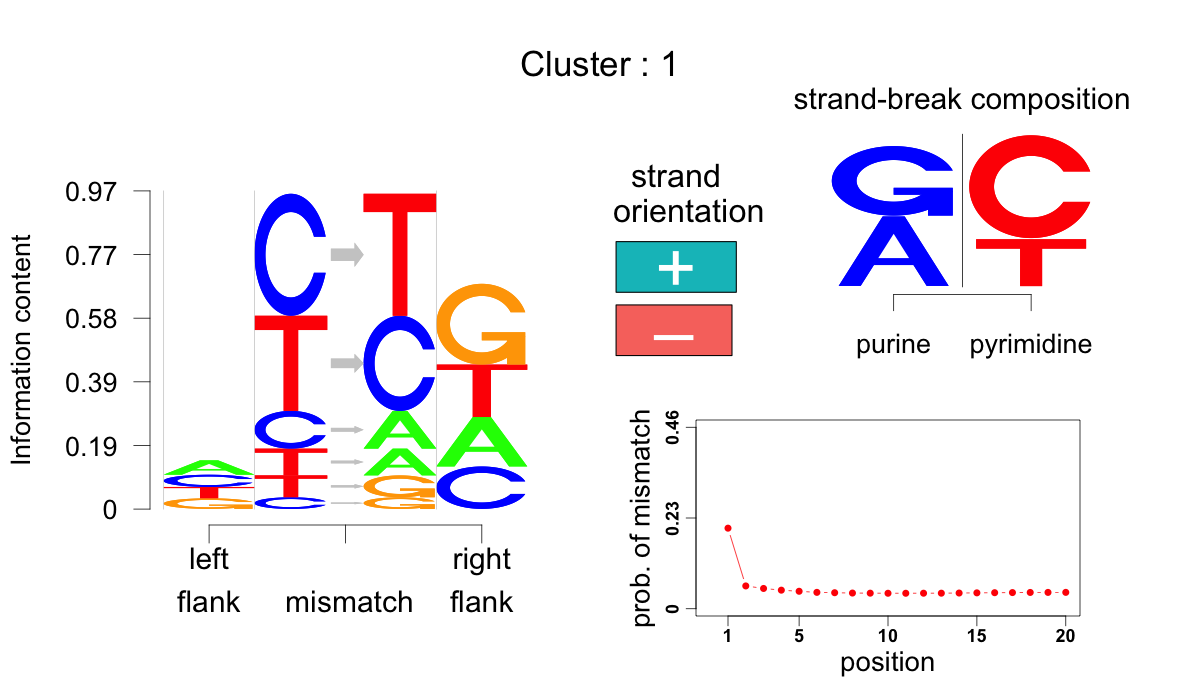 Cluster : 1
strand-break composition
G C
A T
purine
pyrimidine
strand
orientation
+
−
Information content
0.97
0.77
0.58
0.39
0.19
0
C T
T C
C A
T A
T G
C G
A
C
T
G
G
T
A
C
left
flank
mismatch
right
flank
prob. of mismatch
0.46
0.23
0
1
5
10
15
20
position